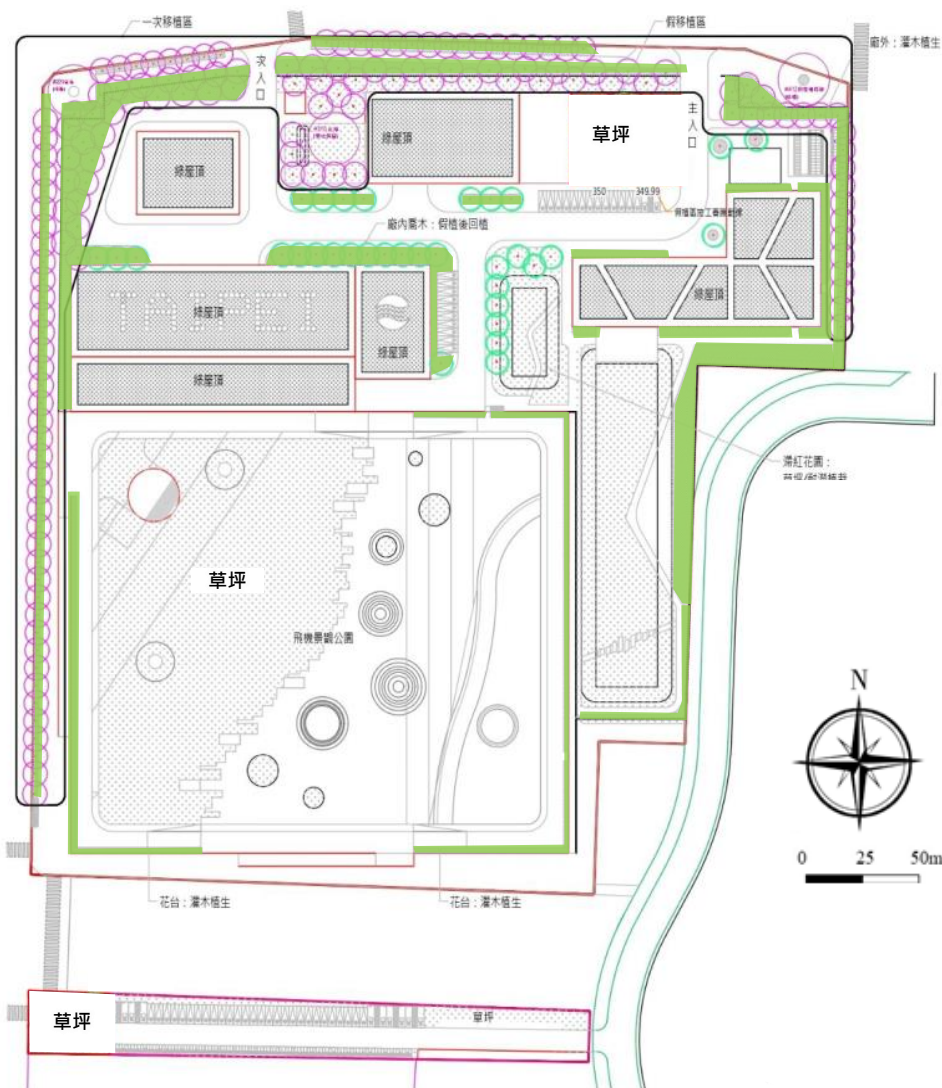 一次移植區
假移植區
廠外：灌木植生
次入口
主入口
草坪
綠屋頂
綠屋頂
350
349.99
廠內喬木：假植後回植
TAIPEI
綠屋頂
綠屋頂
綠屋頂
綠屋頂
滯紅花園：
草坪
飛機景觀公園
N
0 25 50m
花台：灌木植生
花台：灌木植生
草坪
草坪